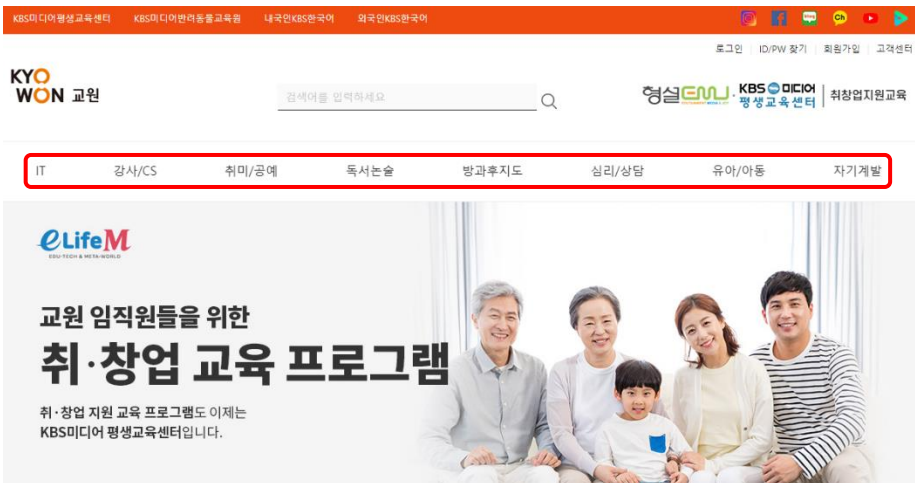 KBS미디어평생교육센터 KBS미디어반려동물교육원 내국인KBS한국어 외국인KBS한국어 blog Ch
로그인 ID/PW 찾기 회원가입 고객센터
KYO
WON 교원
검색어를 입력하세요
형설EMJ · KBS 미디어 평생교육센터 취창업지원교육
IT 강사/CS 취미/공예 독서논술 방과후지도 심리/상담 유아/아동 자기계발
eLifeM
EDU-TECH & META-WORLD
교원 임직원들을 위한
취·창업 교육 프로그램
취·창업 지원 교육 프로그램도 이제는
KBS미디어 평생교육센터입니다.